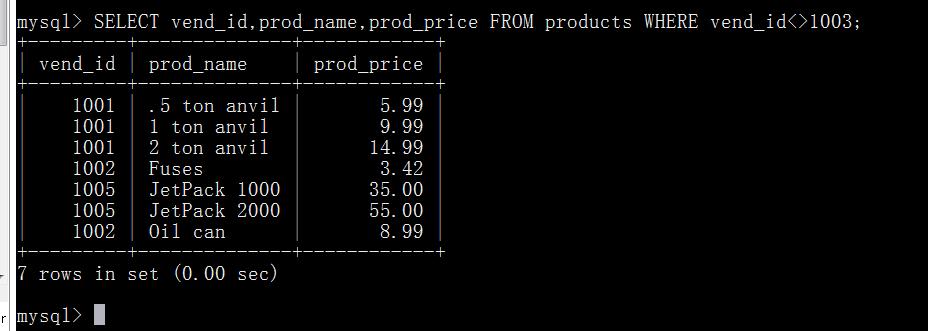 mysql> SELECT vend_id,prod_name,prod_price FROM products WHERE vend_id<>1003;
+---------+--------------+------------+
| vend_id | prod_name    | prod_price |
+---------+--------------+------------+
|    1001 | .5 ton anvil |       5.99 |
|    1001 | 1 ton anvil  |       9.99 |
|    1001 | 2 ton anvil  |      14.99 |
|    1002 | Fuses        |       3.42 |
|    1005 | JetPack 1000 |      35.00 |
|    1005 | JetPack 2000 |      55.00 |
|    1002 | Oil can      |       8.99 |
+---------+--------------+------------+
7 rows in set (0.00 sec)
mysql>
r